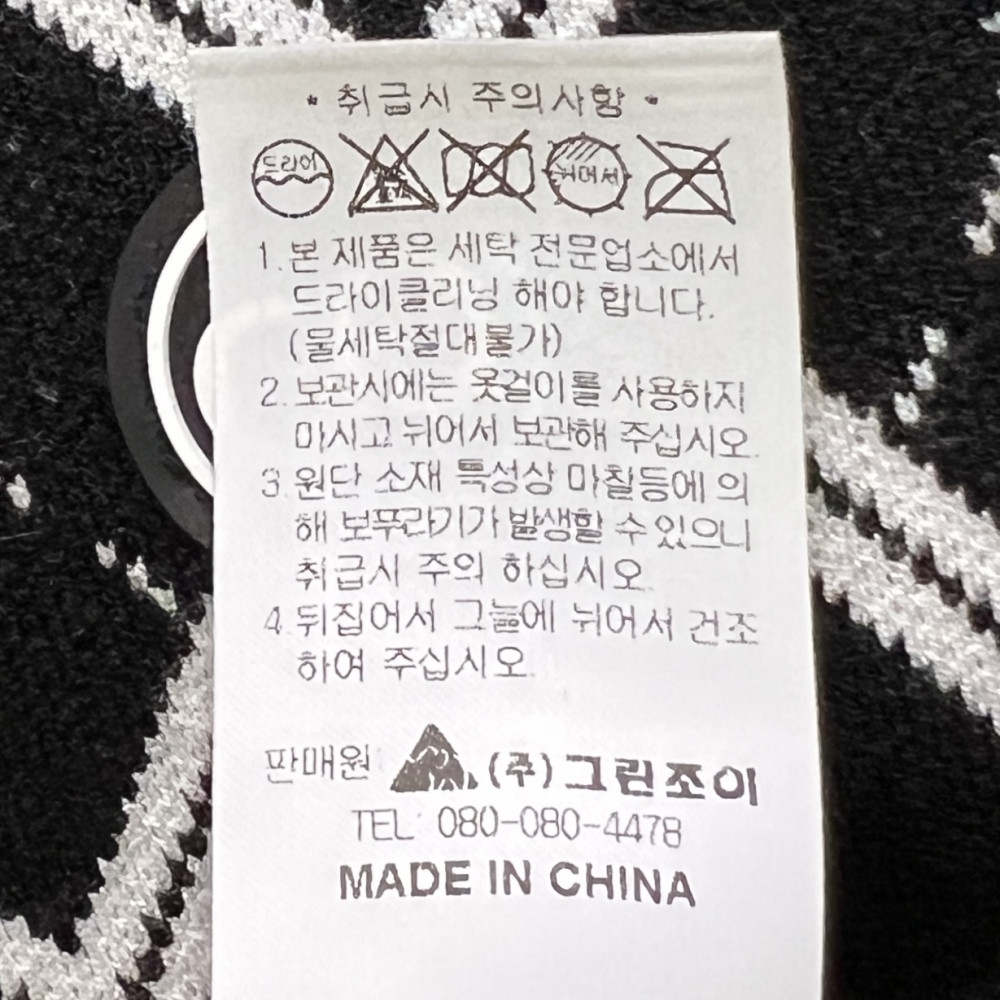 • 취급시 주의사항 •
드라이
뉘어서
1. 본 제품은 세탁 전문업소에서
드라이클리닝 해야 합니다.
(물세탁절대불가)
2. 보관시에는 옷걸이를 사용하지
마시고 뉘어서 보관해 주십시오.
3. 원단 소재 특성상 마찰등에 의
해 보푸라기가 발생할 수 있으니
취급시 주의 하십시오.
4. 뒤집어서 그늘에 뉘어서 건조
하여 주십시오.
판매원 (주)그린조이
TEL: 080-080-4478
MADE IN CHINA